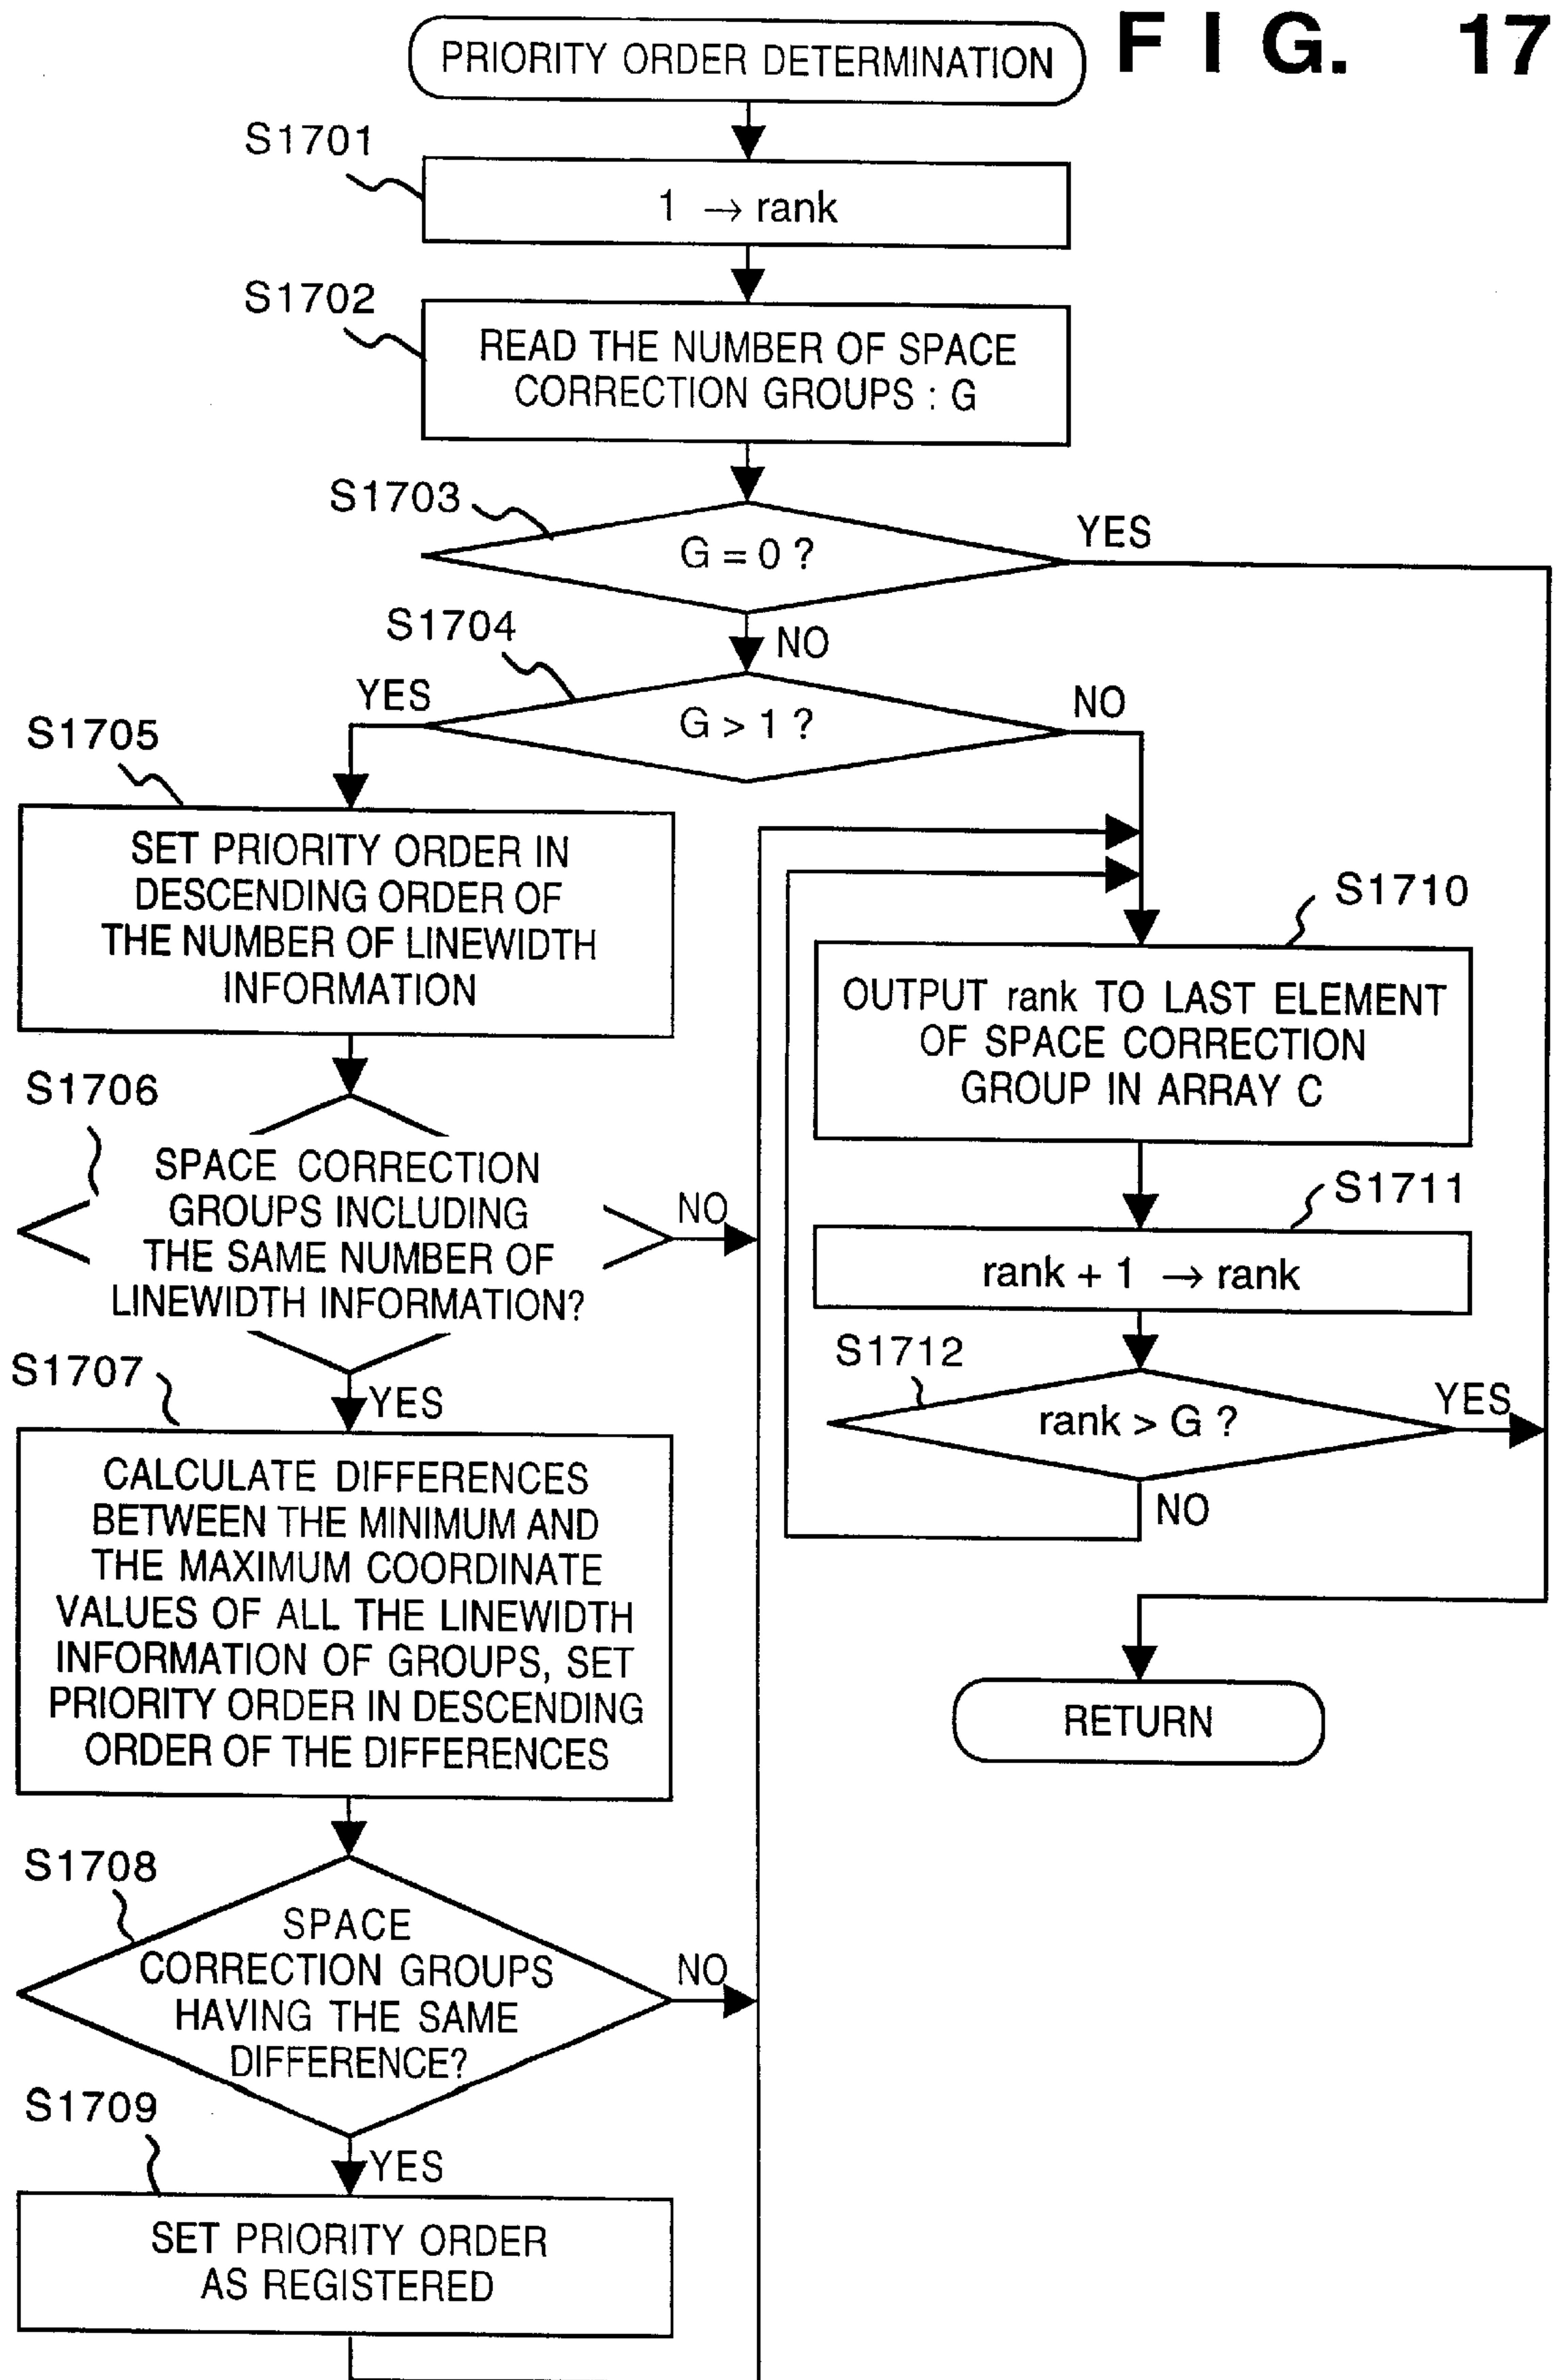 FIG. 17
PRIORITY ORDER DETERMINATION
S1701
1 → rank
S1702
READ THE NUMBER OF SPACE
CORRECTION GROUPS : G
S1703
G = 0 ?
YES
NO
S1704
G > 1 ?
YES
NO
S1705
SET PRIORITY ORDER IN
DESCENDING ORDER OF
THE NUMBER OF LINEWIDTH
INFORMATION
S1706
SPACE CORRECTION
GROUPS INCLUDING
THE SAME NUMBER OF
LINEWIDTH INFORMATION?
NO
YES
S1707
CALCULATE DIFFERENCES
BETWEEN THE MINIMUM AND
THE MAXIMUM COORDINATE
VALUES OF ALL THE LINEWIDTH
INFORMATION OF GROUPS, SET
PRIORITY ORDER IN DESCENDING
ORDER OF THE DIFFERENCES
S1708
SPACE
CORRECTION GROUPS
HAVING THE SAME
DIFFERENCE?
NO
YES
S1709
SET PRIORITY ORDER
AS REGISTERED
S1710
OUTPUT rank TO LAST ELEMENT
OF SPACE CORRECTION
GROUP IN ARRAY C
S1711
rank + 1 → rank
S1712
rank > G ?
YES
NO
RETURN